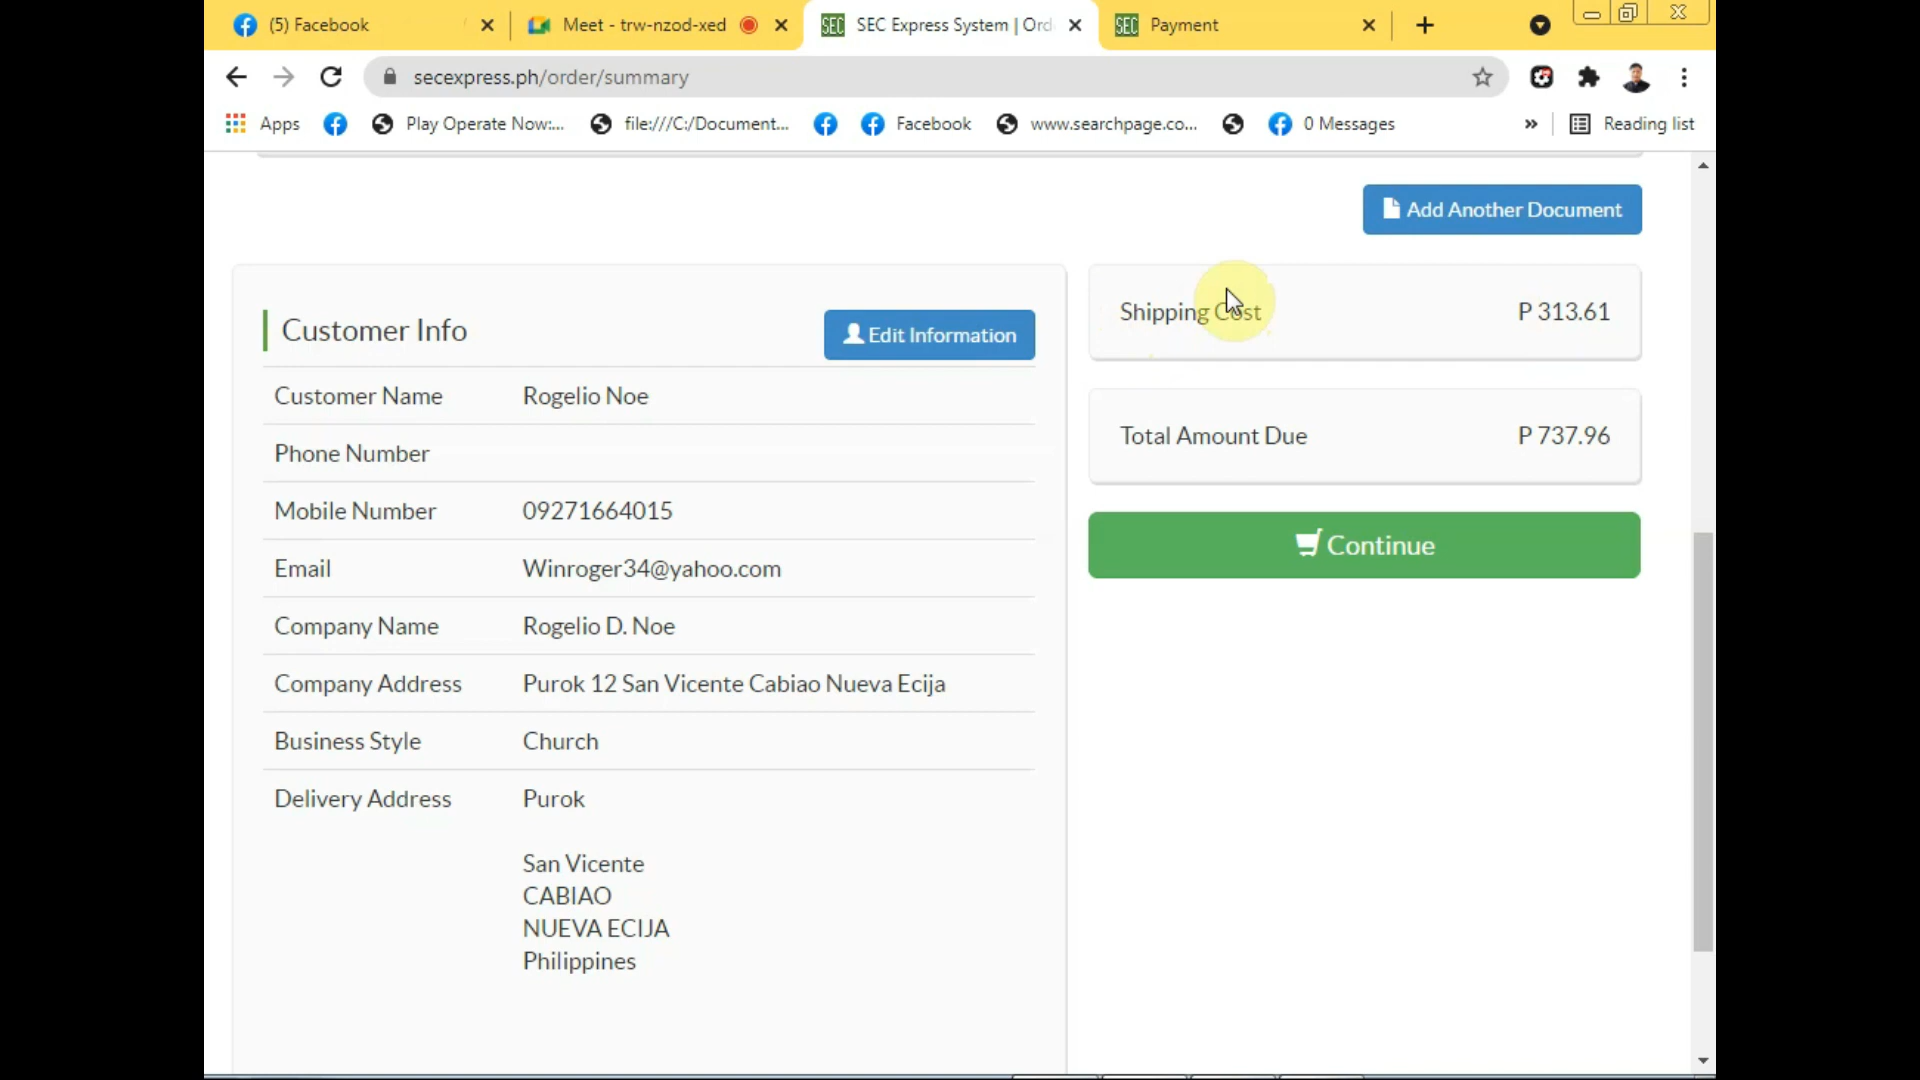 (5) Facebook
Meet - trw-nzod-xed
SEC
SEC Express System | Ord
SEC
Payment
secexpress.ph/order/summary
Apps
Play Operate Now:...
file:///C:/Document...
Facebook
www.searchpage.co...
0 Messages
»
Reading list
Add Another Document
Customer Info
Edit Information
Customer Name Rogelio Noe
Phone Number
Mobile Number 09271664015
Email Winroger34@yahoo.com
Company Name Rogelio D. Noe
Company Address Purok 12 San Vicente Cabiao Nueva Ecija
Business Style Church
Delivery Address Purok
San Vicente
CABIAO
NUEVA ECIJA
Philippines
Shipping Cost P 313.61
Total Amount Due P 737.96
Continue